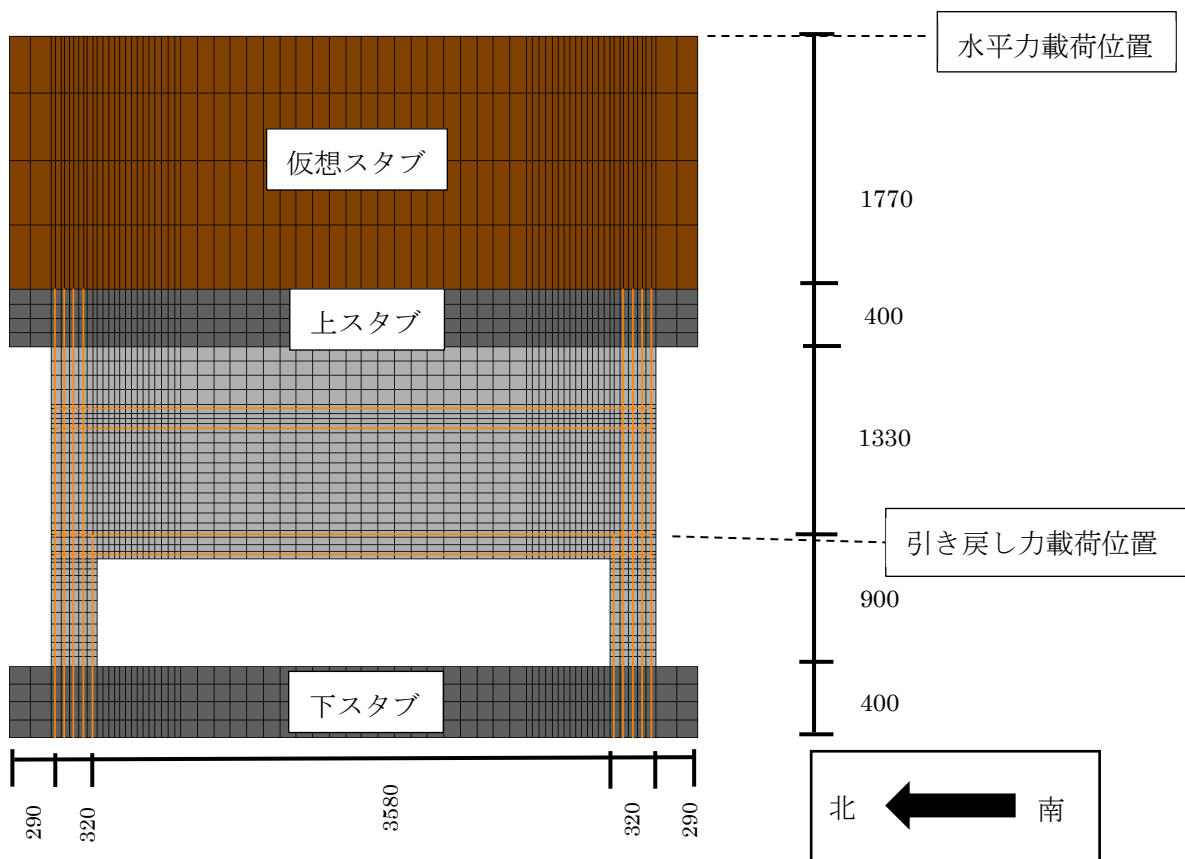 水平力載荷位置
仮想スタブ
1770
上スタブ
400
1330
引き戻し力載荷位置
900
下スタブ
400
290
320
3580
320
290
北
南